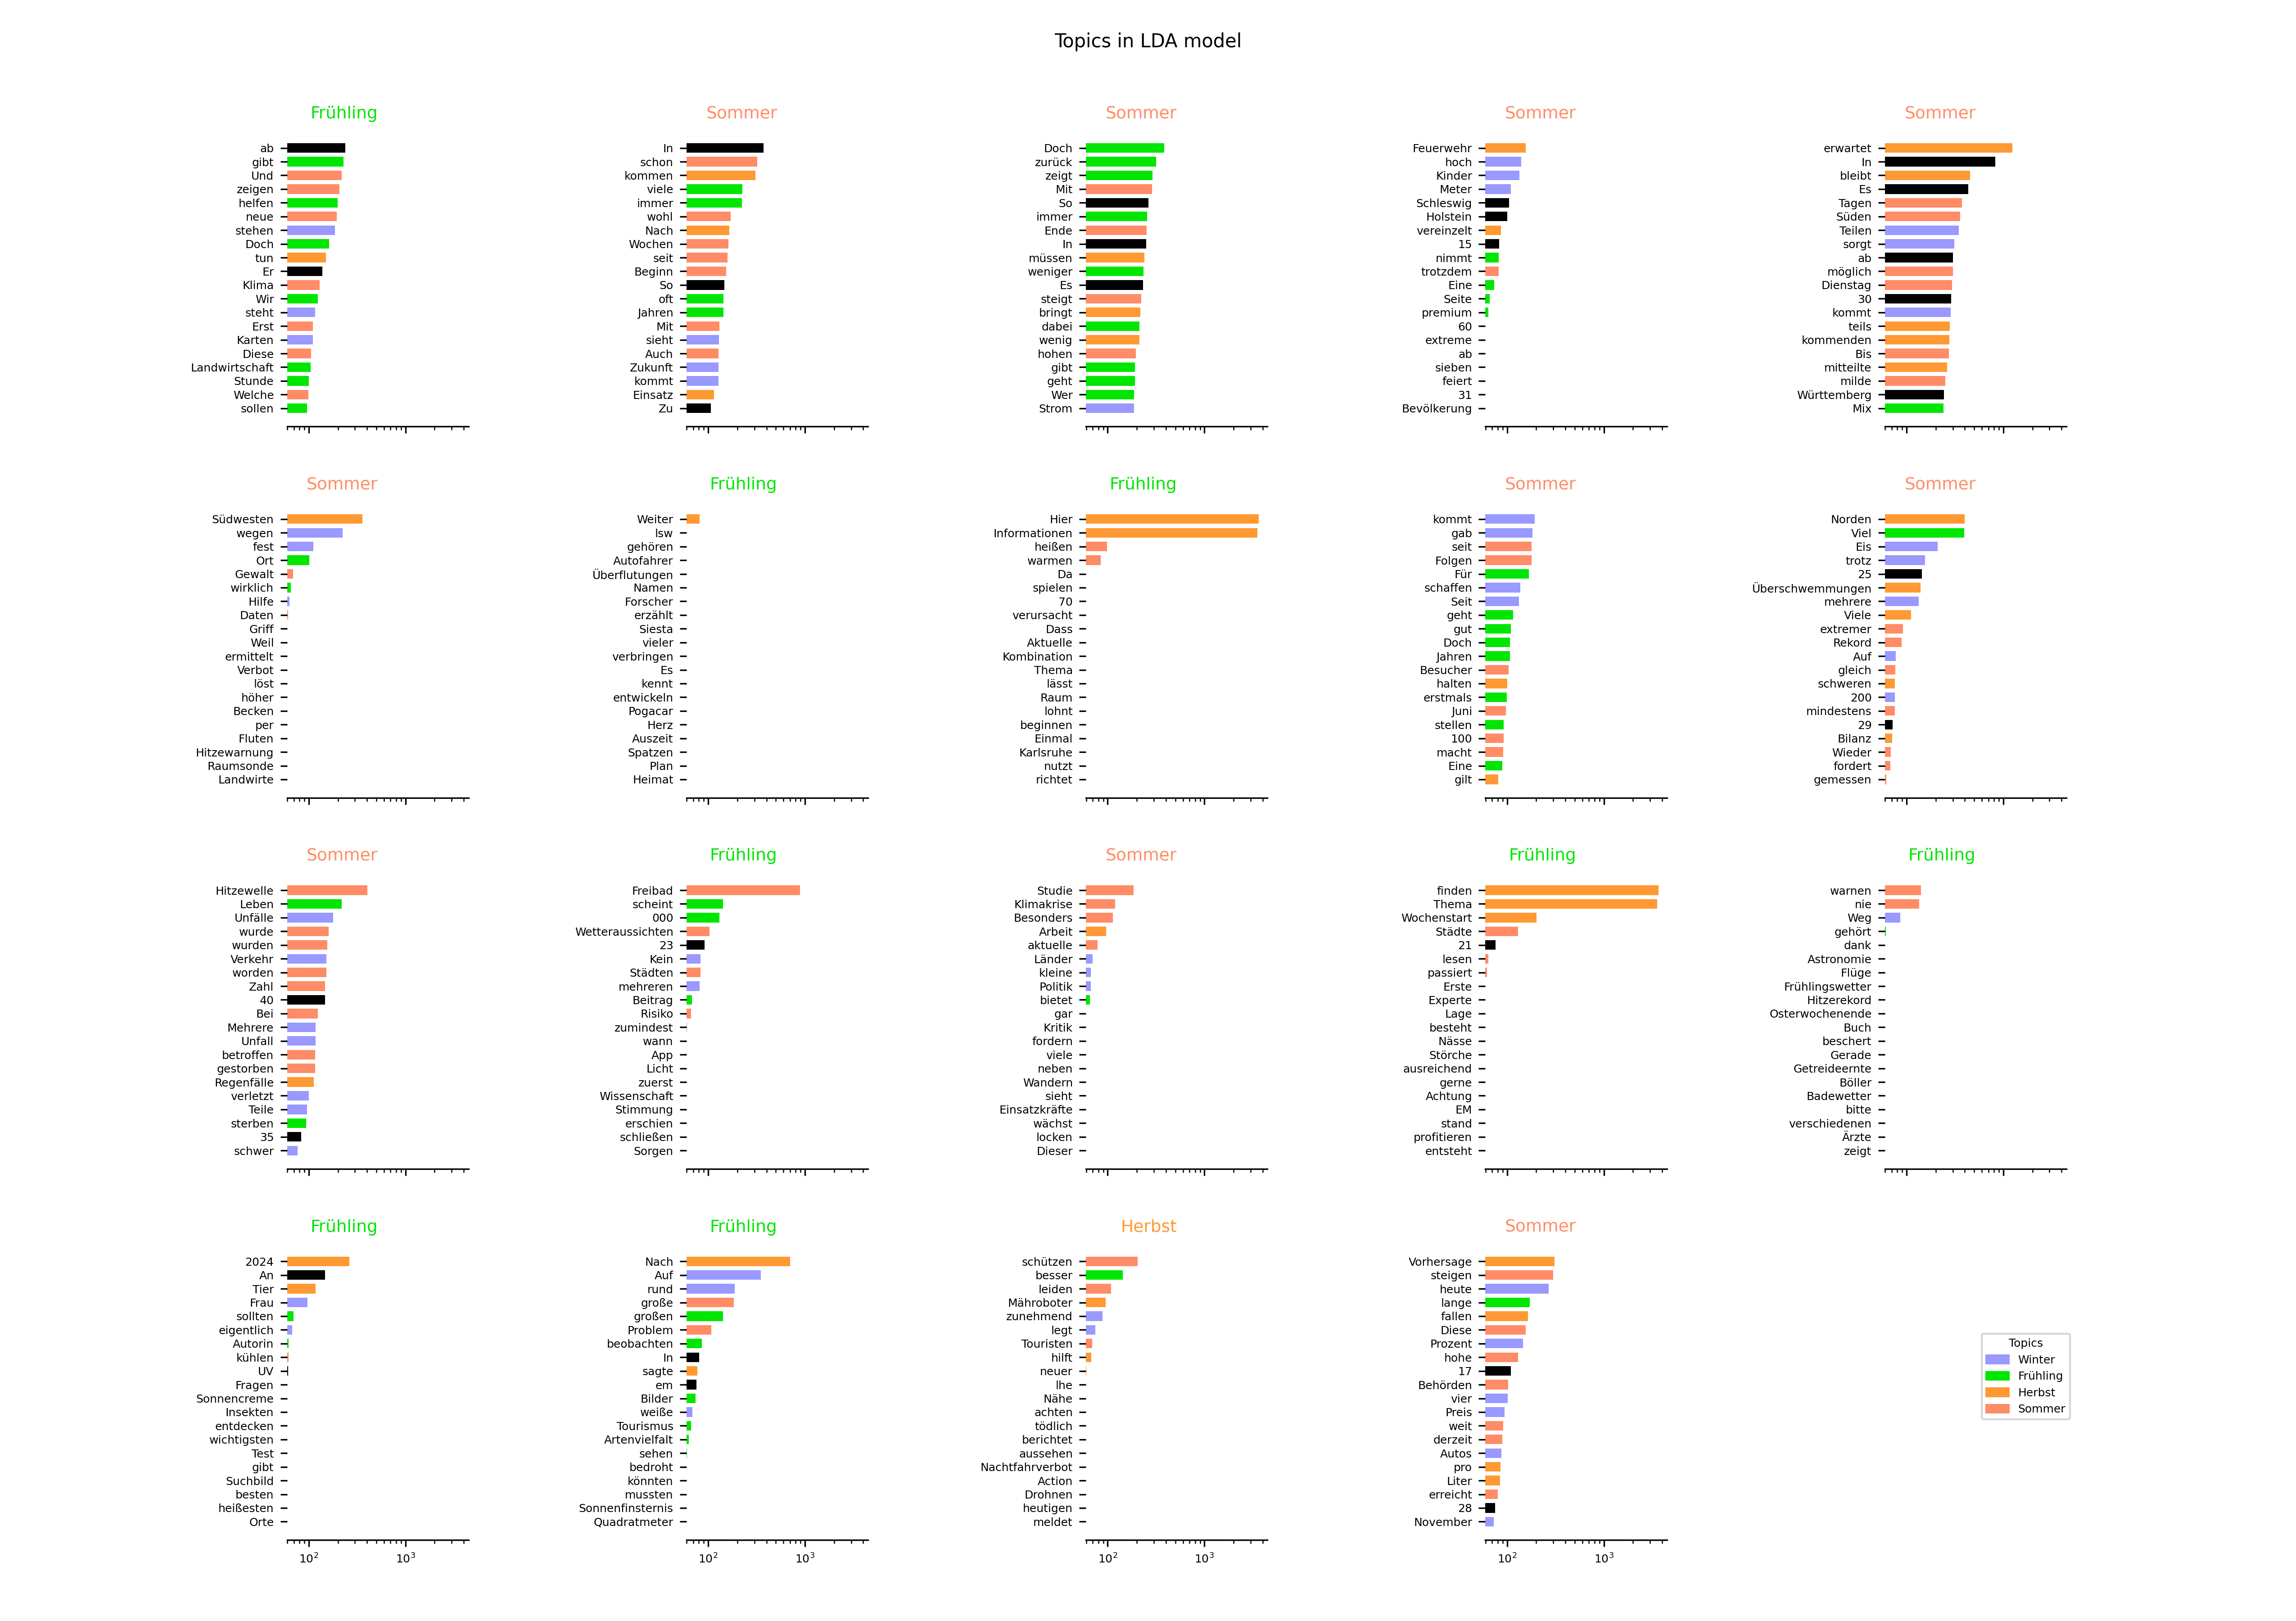 Topics in LDA model
Frühling
ab
gibt
Und
zeigen
helfen
neue
stehen
Doch
tun
Er
Klima
Wir
steht
Erst
Karten
Diese
Landwirtschaft
Stunde
Welche
sollen
Sommer
In
schon
kommen
viele
immer
wohl
Nach
Wochen
seit
Beginn
So
oft
Jahren
Mit
sieht
Auch
Zukunft
kommt
Einsatz
Zu
Sommer
Doch
zurück
zeigt
Mit
So
immer
Ende
In
müssen
weniger
Es
steigt
bringt
dabei
wenig
hohen
gibt
geht
Wer
Strom
Sommer
Feuerwehr
hoch
Kinder
Meter
Schleswig
Holstein
vereinzelt
15
nimmt
trotzdem
Eine
Seite
premium
60
extreme
ab
sieben
feiert
31
Bevölkerung
Sommer
erwartet
In
bleibt
Es
Tagen
Süden
Teilen
sorgt
ab
möglich
Dienstag
30
kommt
teils
kommenden
Bis
mitteilte
milde
Württemberg
Mix
Sommer
Südwesten
wegen
fest
Ort
Gewalt
wirklich
Hilfe
Daten
Griff
Weil
ermittelt
Verbot
löst
höher
Becken
per
Fluten
Hitzewarnung
Raumsonde
Landwirte
Frühling
Weiter
lsw
gehören
Autofahrer
Überflutungen
Namen
Forscher
erzählt
Siesta
vieler
verbringen
Es
kennt
entwickeln
Pogacar
Herz
Auszeit
Spatzen
Plan
Heimat
Frühling
Hier
Informationen
heißen
warmen
Da
spielen
70
verursacht
Dass
Aktuelle
Kombination
Thema
lässt
Raum
lohnt
beginnen
Einmal
Karlsruhe
nutzt
richtet
Sommer
kommt
gab
seit
Folgen
Für
schaffen
Seit
geht
gut
Doch
Jahren
Besucher
halten
erstmals
Juni
stellen
100
macht
Eine
gilt
Sommer
Norden
Viel
Eis
trotz
25
Überschwemmungen
mehrere
Viele
extremer
Rekord
Auf
gleich
schweren
200
mindestens
29
Bilanz
Wieder
fordert
gemessen
Sommer
Hitzewelle
Leben
Unfälle
wurde
wurden
Verkehr
worden
Zahl
40
Bei
Mehrere
Unfall
betroffen
gestorben
Regenfälle
verletzt
Teile
sterben
35
schwer
Frühling
Freibad
scheint
000
Wetteraussichten
23
Kein
Städten
mehreren
Beitrag
Risiko
zumindest
wann
App
Licht
zuerst
Wissenschaft
Stimmung
erschien
schließen
Sorgen
Sommer
Studie
Klimakrise
Besonders
Arbeit
aktuelle
Länder
kleine
Politik
bietet
gar
Kritik
fordern
viele
neben
Wandern
sieht
Einsatzkräfte
wächst
locken
Dieser
Frühling
finden
Thema
Wochenstart
Städte
21
lesen
passiert
Erste
Experte
Lage
besteht
Nässe
Störche
ausreichend
gerne
Achtung
EM
stand
profitieren
entsteht
Frühling
warnen
nie
Weg
gehört
dank
Astronomie
Flüge
Frühlingswetter
Hitzerekord
Osterwochenende
Buch
beschert
Gerade
Getreideernte
Böller
Badewetter
bitte
verschiedenen
Ärzte
zeigt
Frühling
2024
An
Tier
Frau
sollten
eigentlich
Autorin
kühlen
UV
Fragen
Sonnencreme
Insekten
entdecken
wichtigsten
Test
gibt
Suchbild
besten
heißesten
Orte
10² 10³
Frühling
Nach
Auf
rund
große
großen
Problem
beobachten
In
sagte
em
Bilder
weiße
Tourismus
Artenvielfalt
sehen
bedroht
könnten
mussten
Sonnenfinsternis
Quadratmeter
10² 10³
Herbst
schützen
besser
leiden
Mähroboter
zunehmend
legt
Touristen
hilft
neuer
Ihe
Nähe
achten
tödlich
berichtet
aussehen
Nachtfahrverbot
Action
Drohnen
heutigen
meldet
10² 10³
Sommer
Vorhersage
steigen
heute
lange
fallen
Diese
Prozent
hohe
17
Behörden
vier
Preis
weit
derzeit
Autos
pro
Liter
erreicht
28
November
10² 10³
Topics
Winter
Frühling
Herbst
Sommer